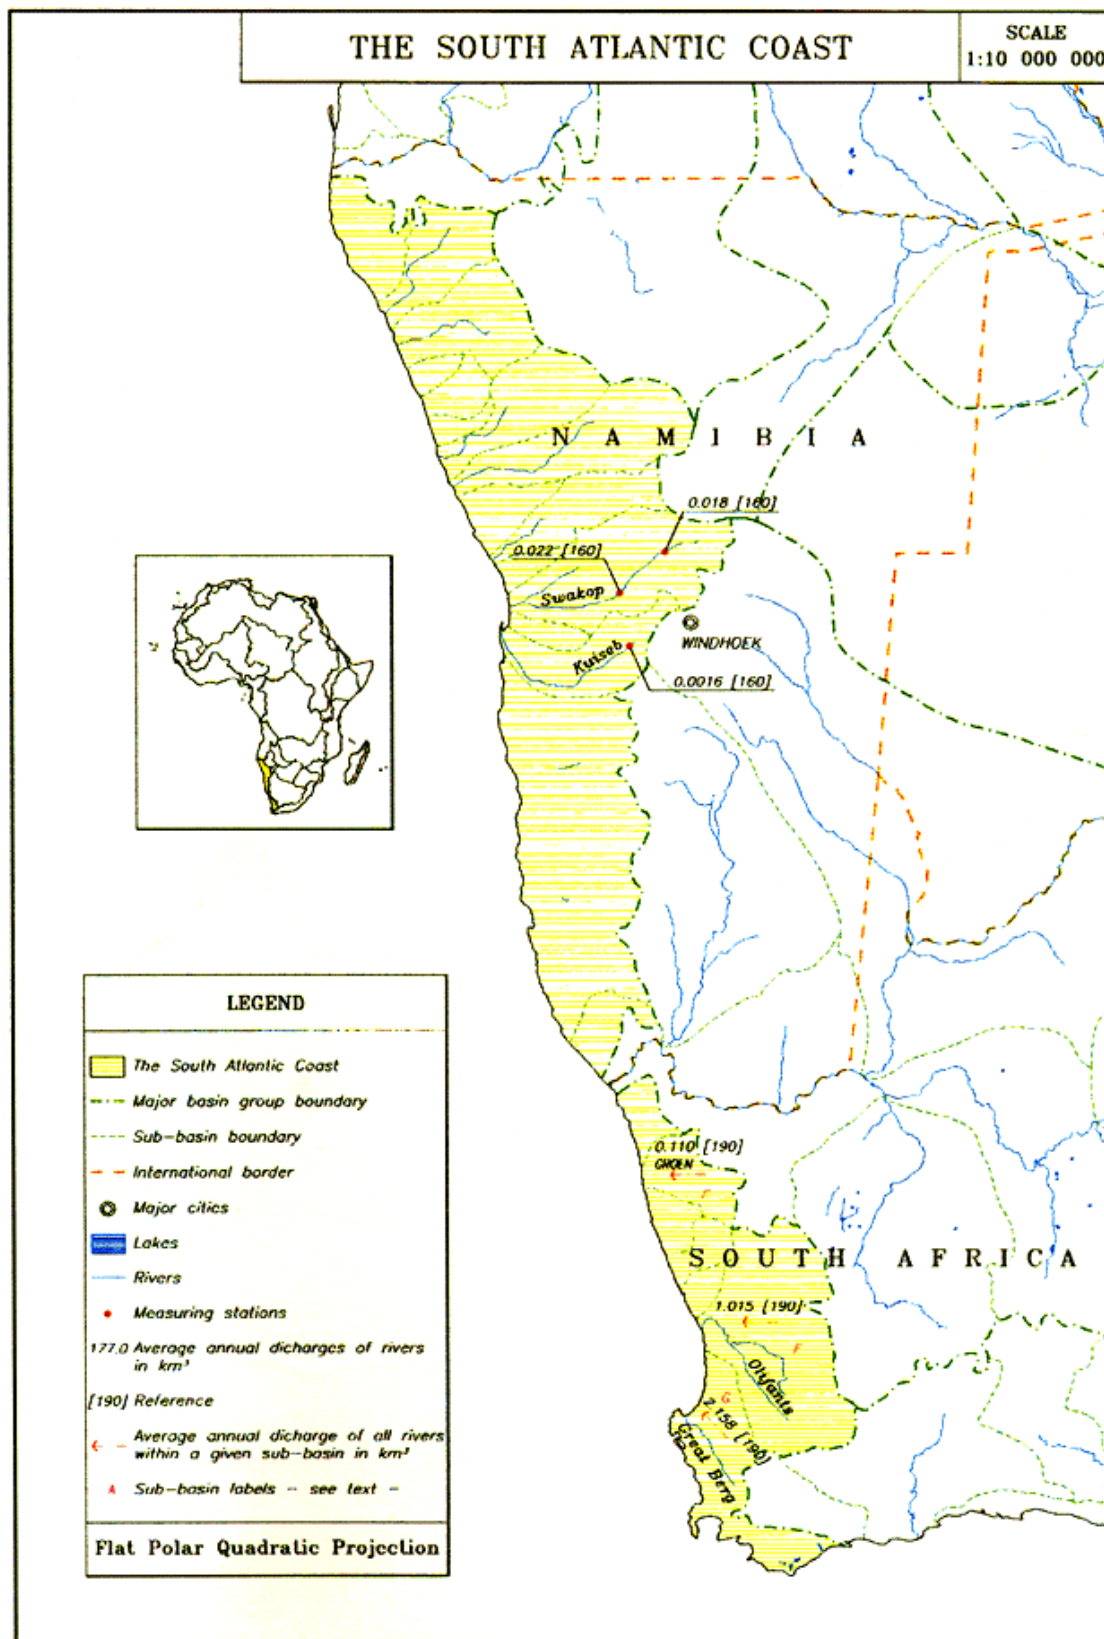 THE SOUTH ATLANTIC COAST
SCALE
1:10 000 000
NAMIBIA
0.018 [160]
0.022 [160]
Swakop
WINDHOEK
Kuiseb
0.0016 [160]
LEGEND
The South Atlantic Coast
Major basin group boundary
Sub-basin boundary
International border
Major cities
Lakes
Rivers
Measuring stations
177.0 Average annual dicharges of rivers
in km³
[190] Reference
Average annual dicharge of all rivers
within a given sub-basin in km³
A Sub-basin labels - see text -
Flat Polar Quadratic Projection
0.110 [190]
GROEN
SOUTH AFRICA
1.015 [190]
F
Olifants
G
2.158 [190]
Great Berg